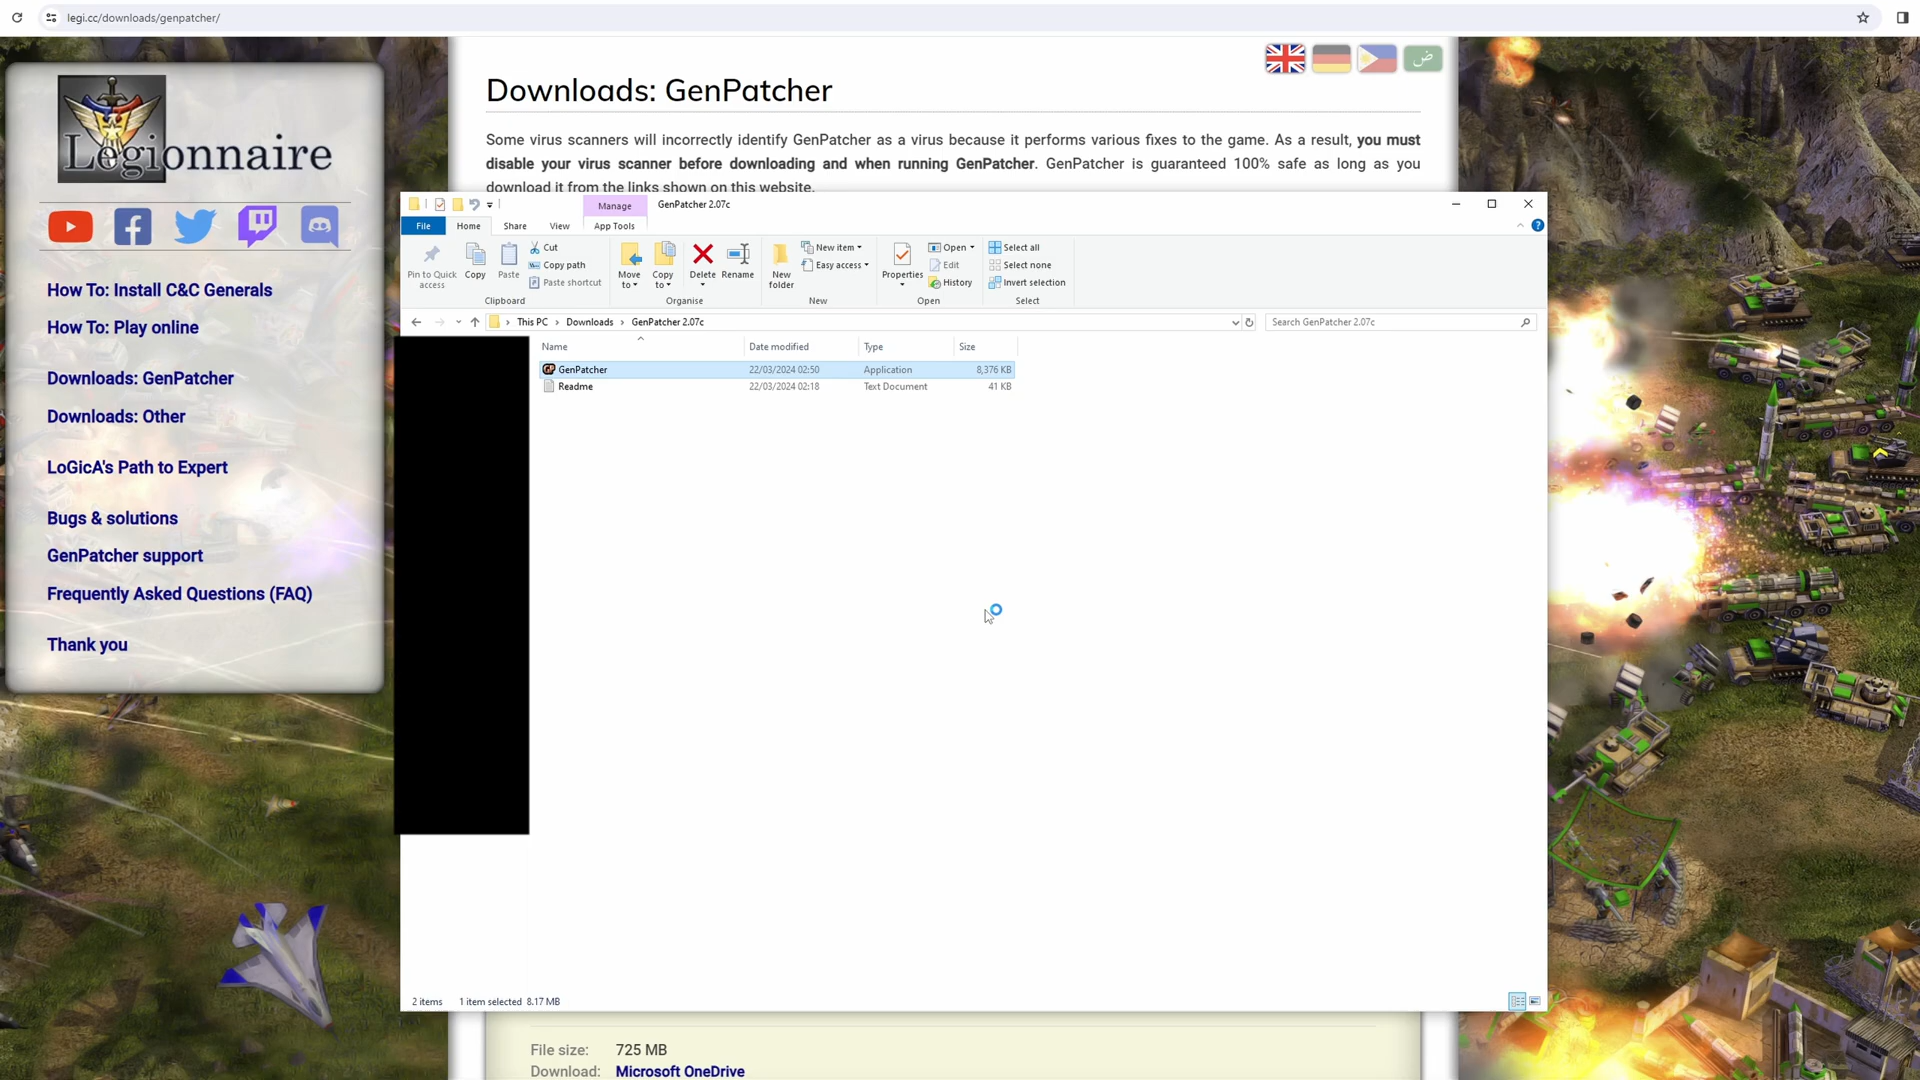 legi.cc/downloads/genpatcher/
Legionnaire
How To: Install C&C Generals
How To: Play online
Downloads: GenPatcher
Downloads: Other
LoGicA's Path to Expert
Bugs & solutions
GenPatcher support
Frequently Asked Questions (FAQ)
Thank you
ض
Downloads: GenPatcher
Some virus scanners will incorrectly identify GenPatcher as a virus because it performs various fixes to the game. As a result, you must
disable your virus scanner before downloading and when running GenPatcher. GenPatcher is guaranteed 100% safe as long as you
download it from the links shown on this website.
Manage GenPatcher 2.07c
File Home Share View App Tools
Pin to Quick access
Copy
Paste
Cut
Copy path
Paste shortcut
Clipboard
Move to
Copy to
Delete
Rename
Organise
New folder
New item
Easy access
New
Properties
Open
Edit
History
Open
Select all
Select none
Invert selection
Select
This PC > Downloads > GenPatcher 2.07c
Search GenPatcher 2.07c
Name Date modified Type Size
GenPatcher 22/03/2024 02:50 Application 8,376 KB
Readme 22/03/2024 02:18 Text Document 41 KB
2 items 1 item selected 8.17 MB
File size: 725 MB
Download: Microsoft OneDrive